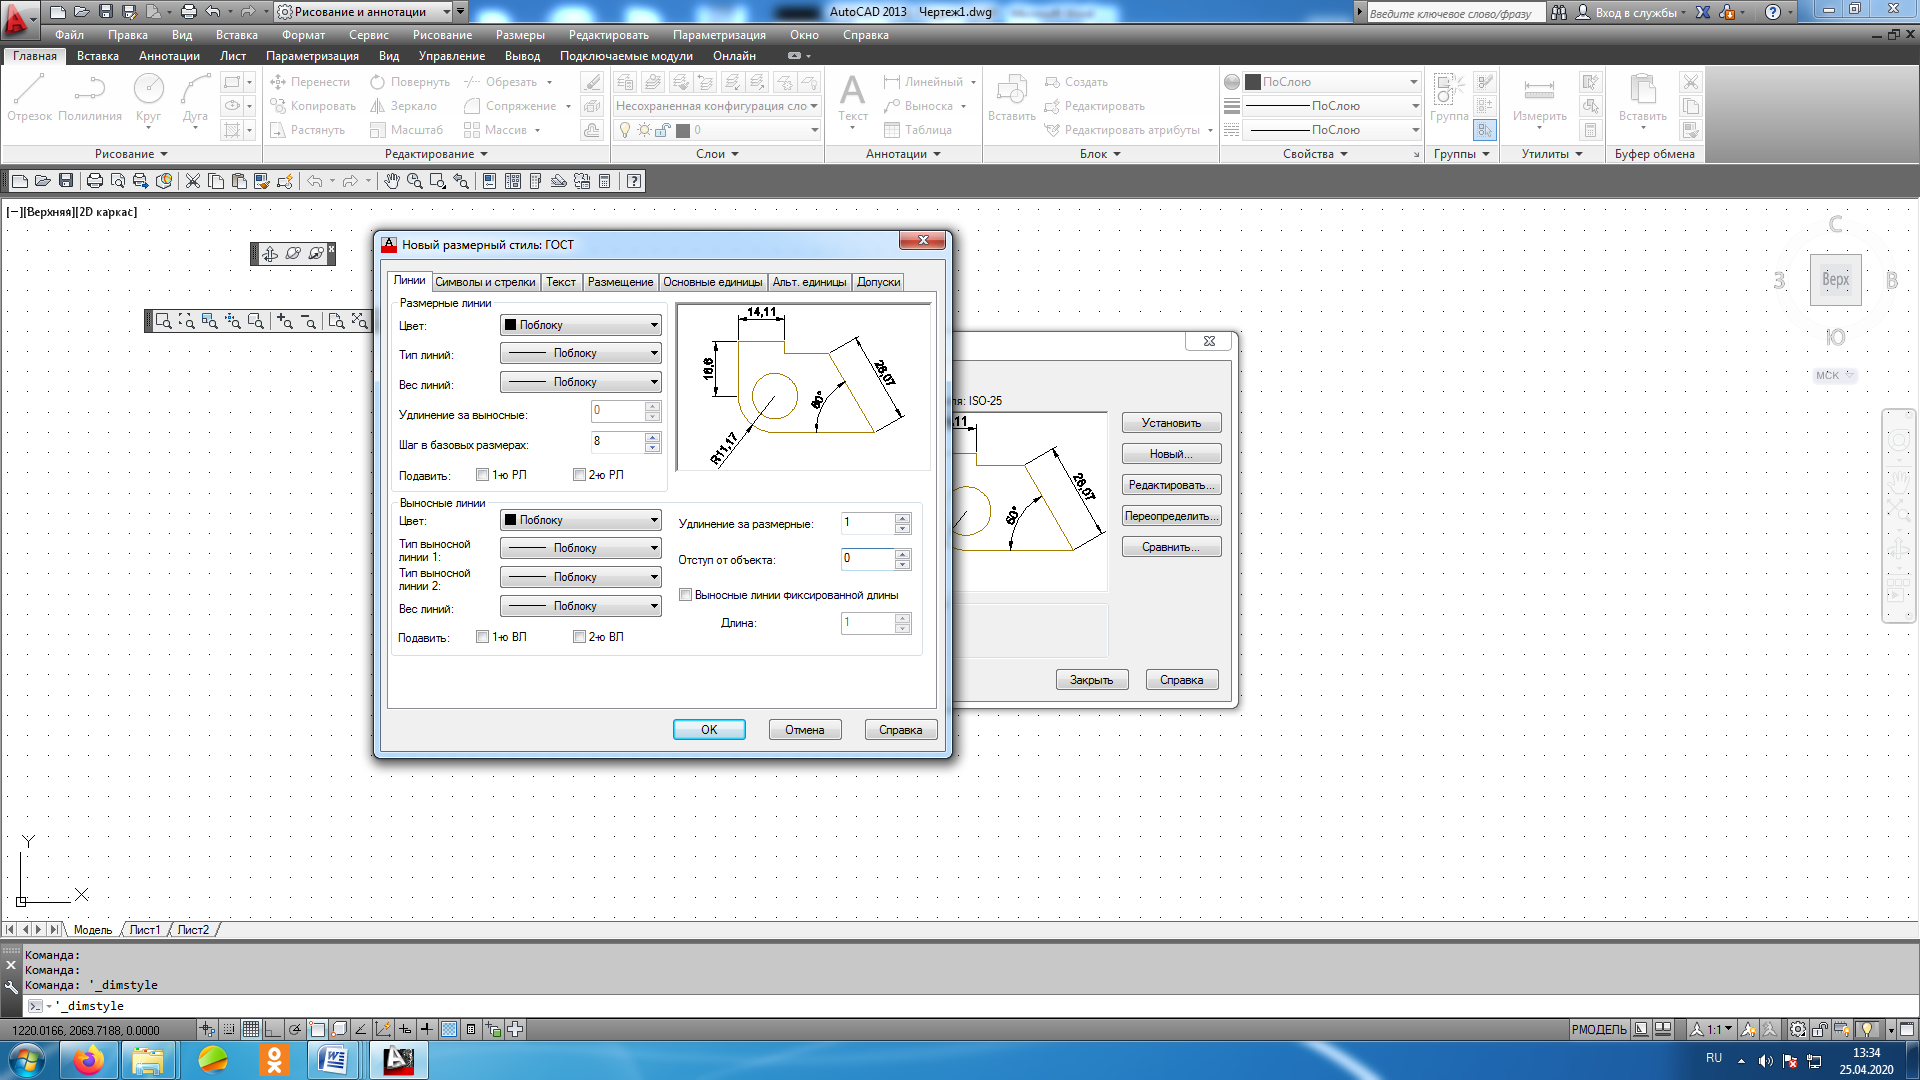 Рисование и аннотации
AutoCAD 2013 Чертеж1.dwg
Введите ключевое слово/фразу
Вход в службы
Файл Правка Вид Вставка Формат Сервис Рисование Размеры Редактировать Параметризация Окно Справка
Главная Вставка Аннотации Лист Параметризация Вид Управление Вывод Подключаемые модули Онлайн
Перенести Повернуть Обрезать
Линейный
Создать
ПоСлою
Копировать Зеркало Сопряжение
Несохраненная конфигурация сло
Выноска
Редактировать
ПоСлою
Отрезок Полилиния Круг Дуга
Текст
Вставить
Группа Измерить Вставить
Растянуть Масштаб Массив
0
Таблица
Редактировать атрибуты
ПоСлою
Рисование Редактирование Слои Аннотации Блок Свойства Группы Утилиты Буфер обмена
[−][Верхняя][2D каркас]
С
З Верх В
Ю
МСК
Новый размерный стиль: ГОСТ
Линии Символы и стрелки Текст Размещение Основные единицы Альт. единицы Допуски
Размерные линии
Цвет: Поблоку
Тип линий: Поблоку
Вес линий: Поблоку
Удлинение за выносные: 0
Шаг в базовых размерах: 8
Подавить: 1-ю РЛ 2-ю РЛ
14,11
16,6
28,07
60°
R11,17
Выносные линии
Цвет: Поблоку
Тип выносной линии 1: Поблоку
Тип выносной линии 2: Поблоку
Вес линий: Поблоку
Подавить: 1-ю ВЛ 2-ю ВЛ
Удлинение за размерные: 1
Отступ от объекта: 0
Выносные линии фиксированной длины
Длина: 1
OK Отмена Справка
ля: ISO-25
11
28,07
60°
Установить
Новый...
Редактировать...
Переопределить...
Сравнить...
Закрыть Справка
Y
X
Модель Лист1 Лист2
Команда:
Команда:
Команда: '_dimstyle
'_dimstyle
1220.0166, 2069.7188, 0.0000
РМОДЕЛЬ
1:1
RU
13:34
25.04.2020